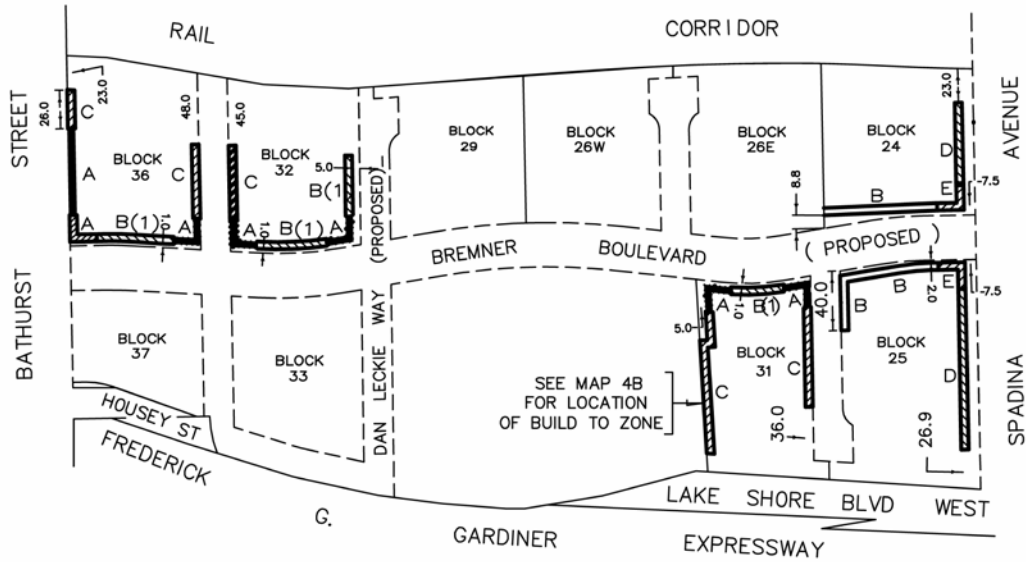 RAIL CORRIDOR
STREET
AVENUE
26.0
23.0
48.0
45.0
23.0
C
A
BLOCK
36
C
A
B(1)
1.0
A
BLOCK
32
C
5.0
B(1
A
1.0
B(1)
A
(PROPOSED)
BLOCK
29
BLOCK
26W
BLOCK
26E
BLOCK
24
8.8
B
D
E
7.5
BREMNER BOULEVARD (PROPOSED)
BATHURST
BLOCK
37
BLOCK
33
DAN LECKIE WAY
SEE MAP 4B
FOR LOCATION
OF BUILD TO ZONE
5.0
A
1.0
B(1)
A
C
BLOCK
31
C
36.0
40.0
B
B
2.0
E
7.5
BLOCK
25
D
26.9
SPADINA
HOUSEY ST
FREDERICK
G.
GARDINER
EXPRESSWAY
LAKE SHORE BLVD WEST